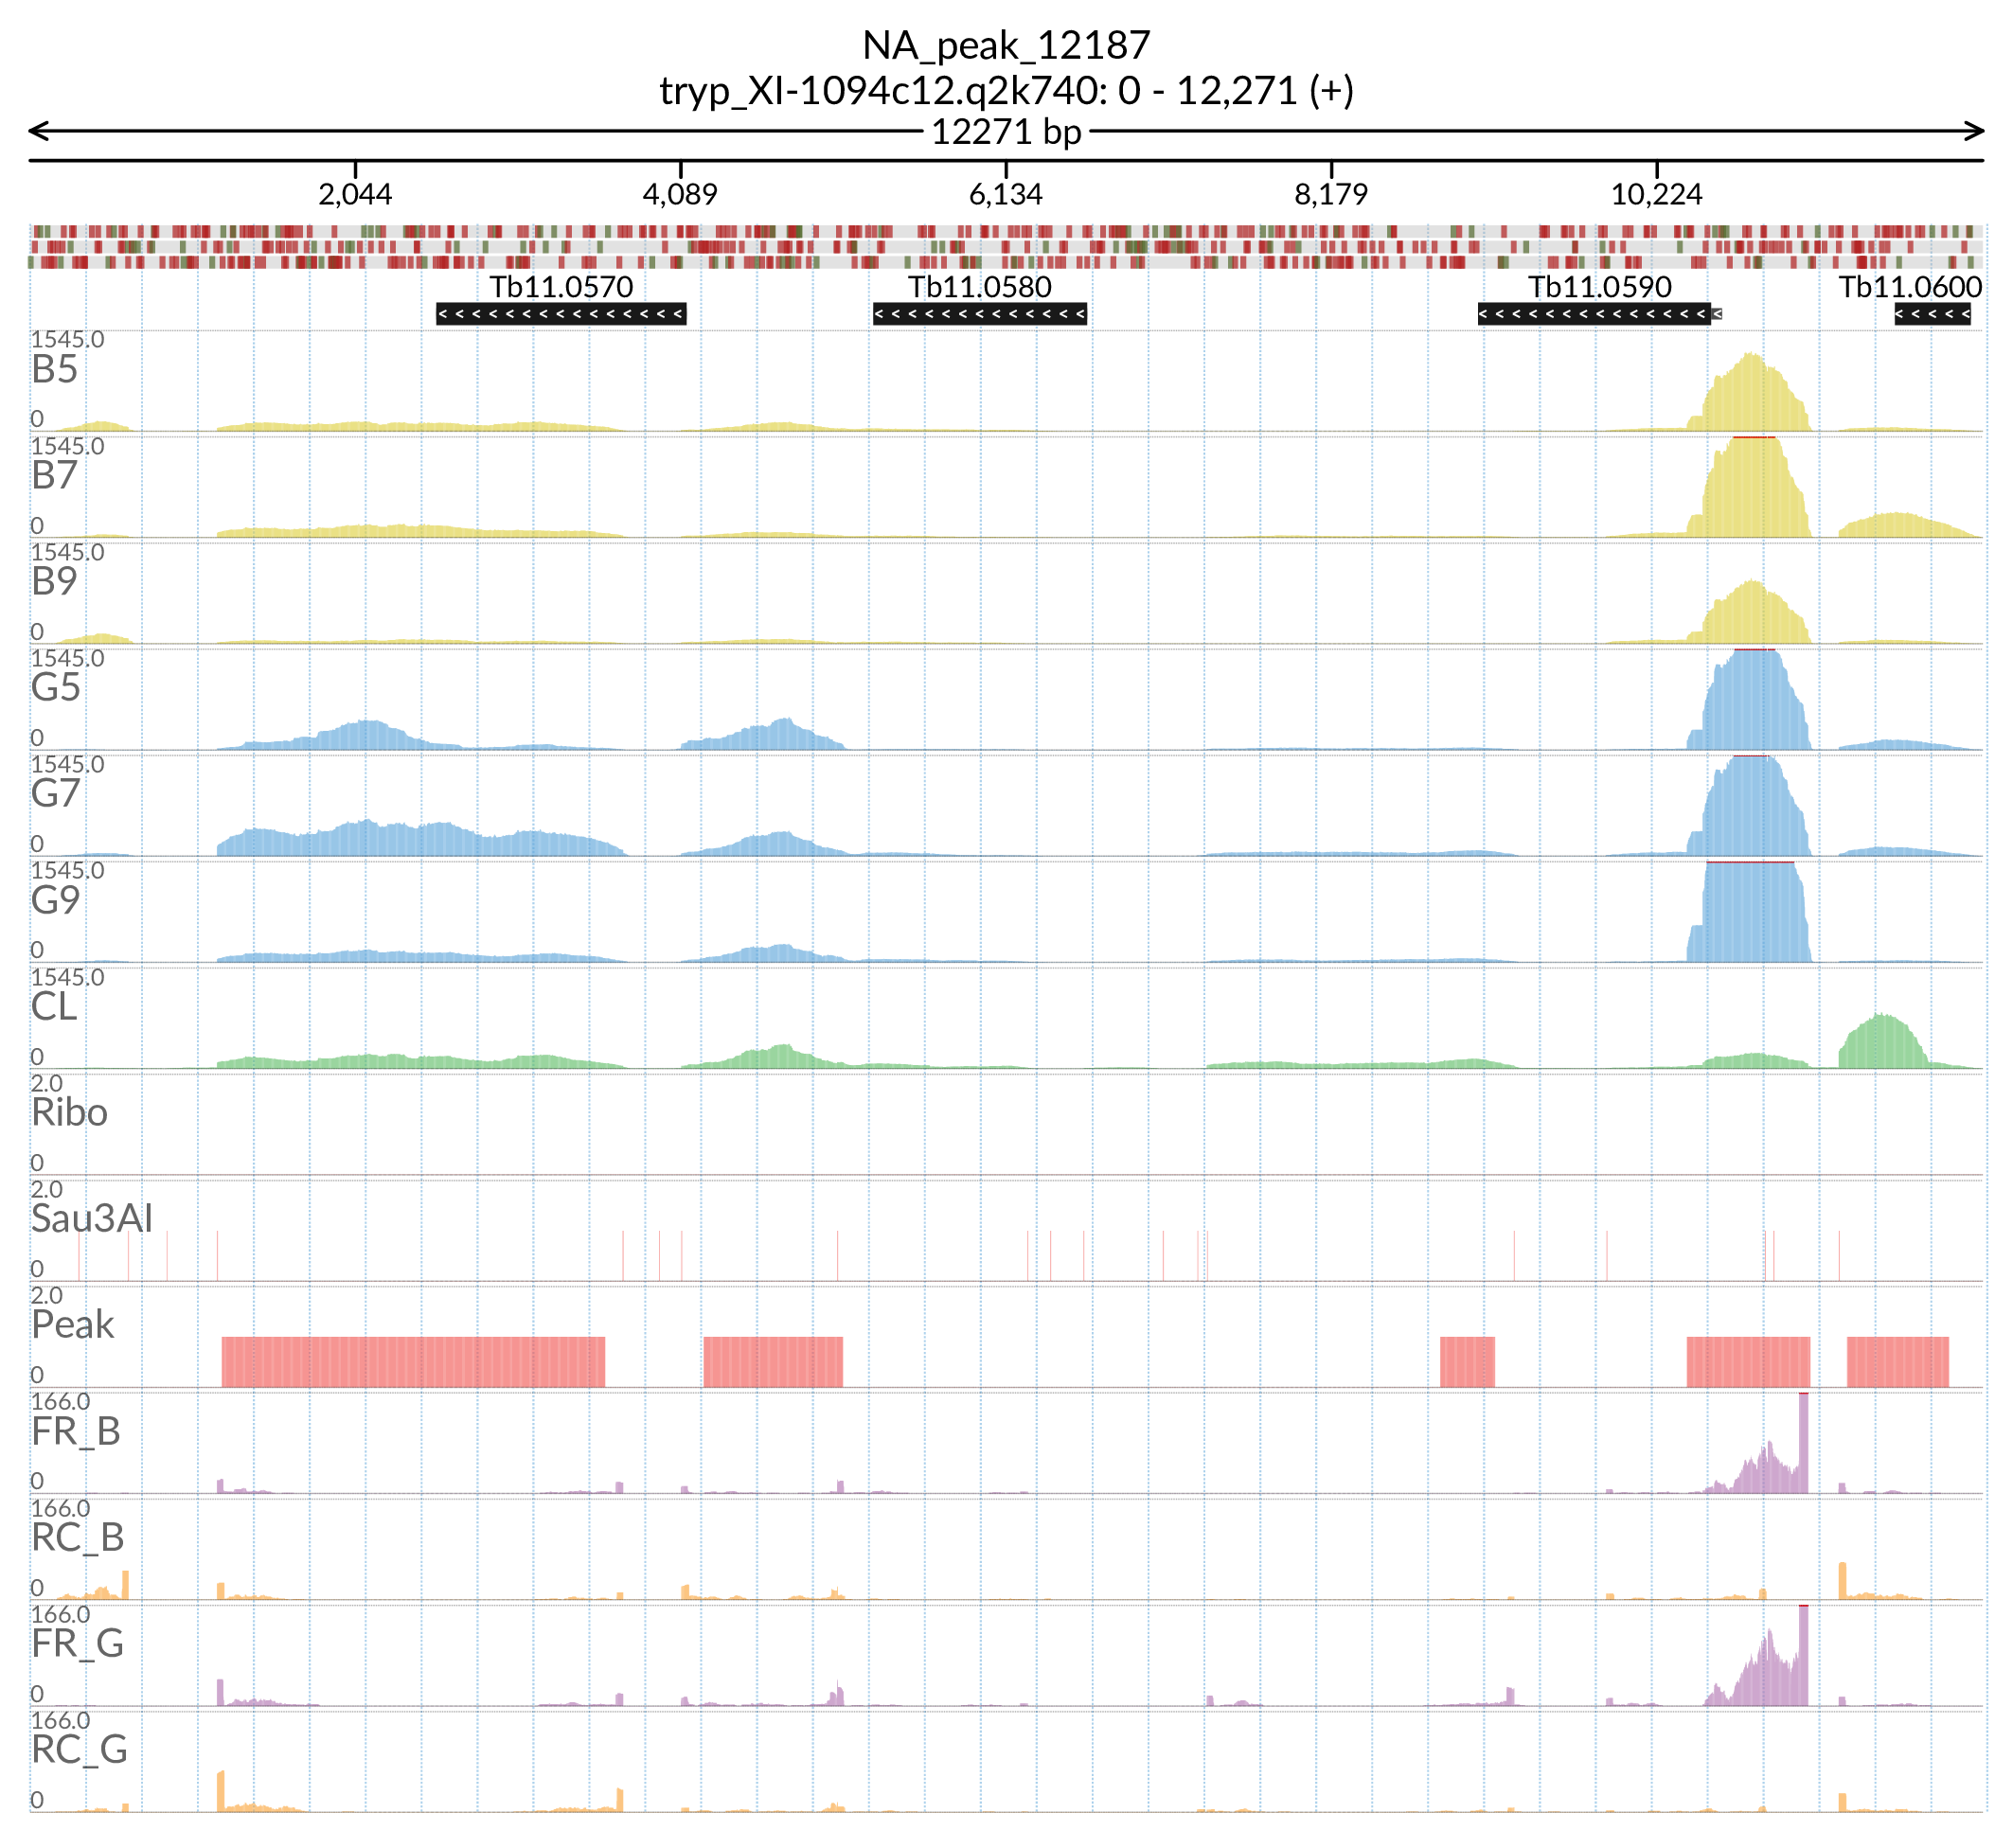 NA_peak_12187
tryp_XI-1094c12.q2k740: 0 - 12,271 (+)
12271 bp
2,044 4,089 6,134 8,179 10,224
Tb11.0570 Tb11.0580 Tb11.0590 Tb11.0600
1545.0
B5
0
1545.0
B7
0
1545.0
B9
0
1545.0
G5
0
1545.0
G7
0
1545.0
G9
0
1545.0
CL
0
2.0
Ribo
0
2.0
Sau3AI
0
2.0
Peak
0
166.0
FR_B
0
166.0
RC_B
0
166.0
FR_G
0
166.0
RC_G
0